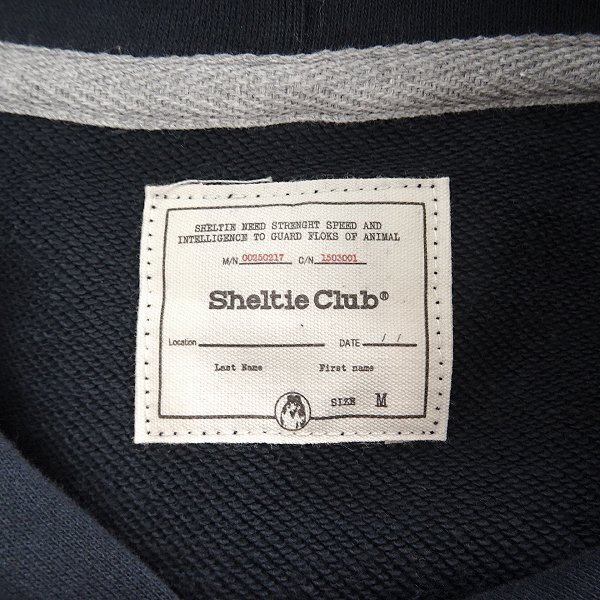 SHELTIE NEED STRENGHT SPEED AND
INTELLIGENCE TO GUARD FLOKS OF ANIMAL
M/N 00250217 C/N 1503001
Sheltie Club®
Location DATE / /
Last Name First name
SIZE M